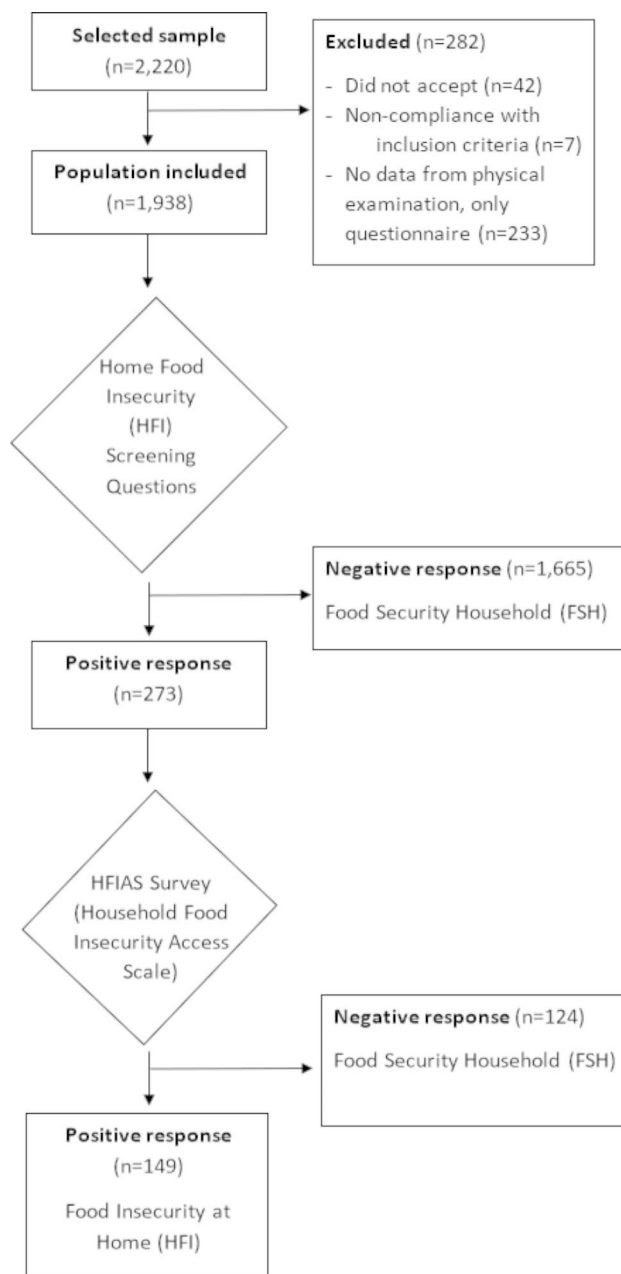 Selected sample
(n=2,220)
Excluded (n=282)
- Did not accept (n=42)
- Non-compliance with
inclusion criteria (n=7)
- No data from physical
examination, only
questionnaire (n=233)
Population included
(n=1,938)
Home Food
Insecurity
(HFI)
Screening
Questions
Negative response (n=1,665)
Food Security Household (FSH)
Positive response
(n=273)
HFIAS Survey
(Household Food
Insecurity Access
Scale)
Negative response (n=124)
Food Security Household (FSH)
Positive response
(n=149)
Food Insecurity at
Home (HFI)